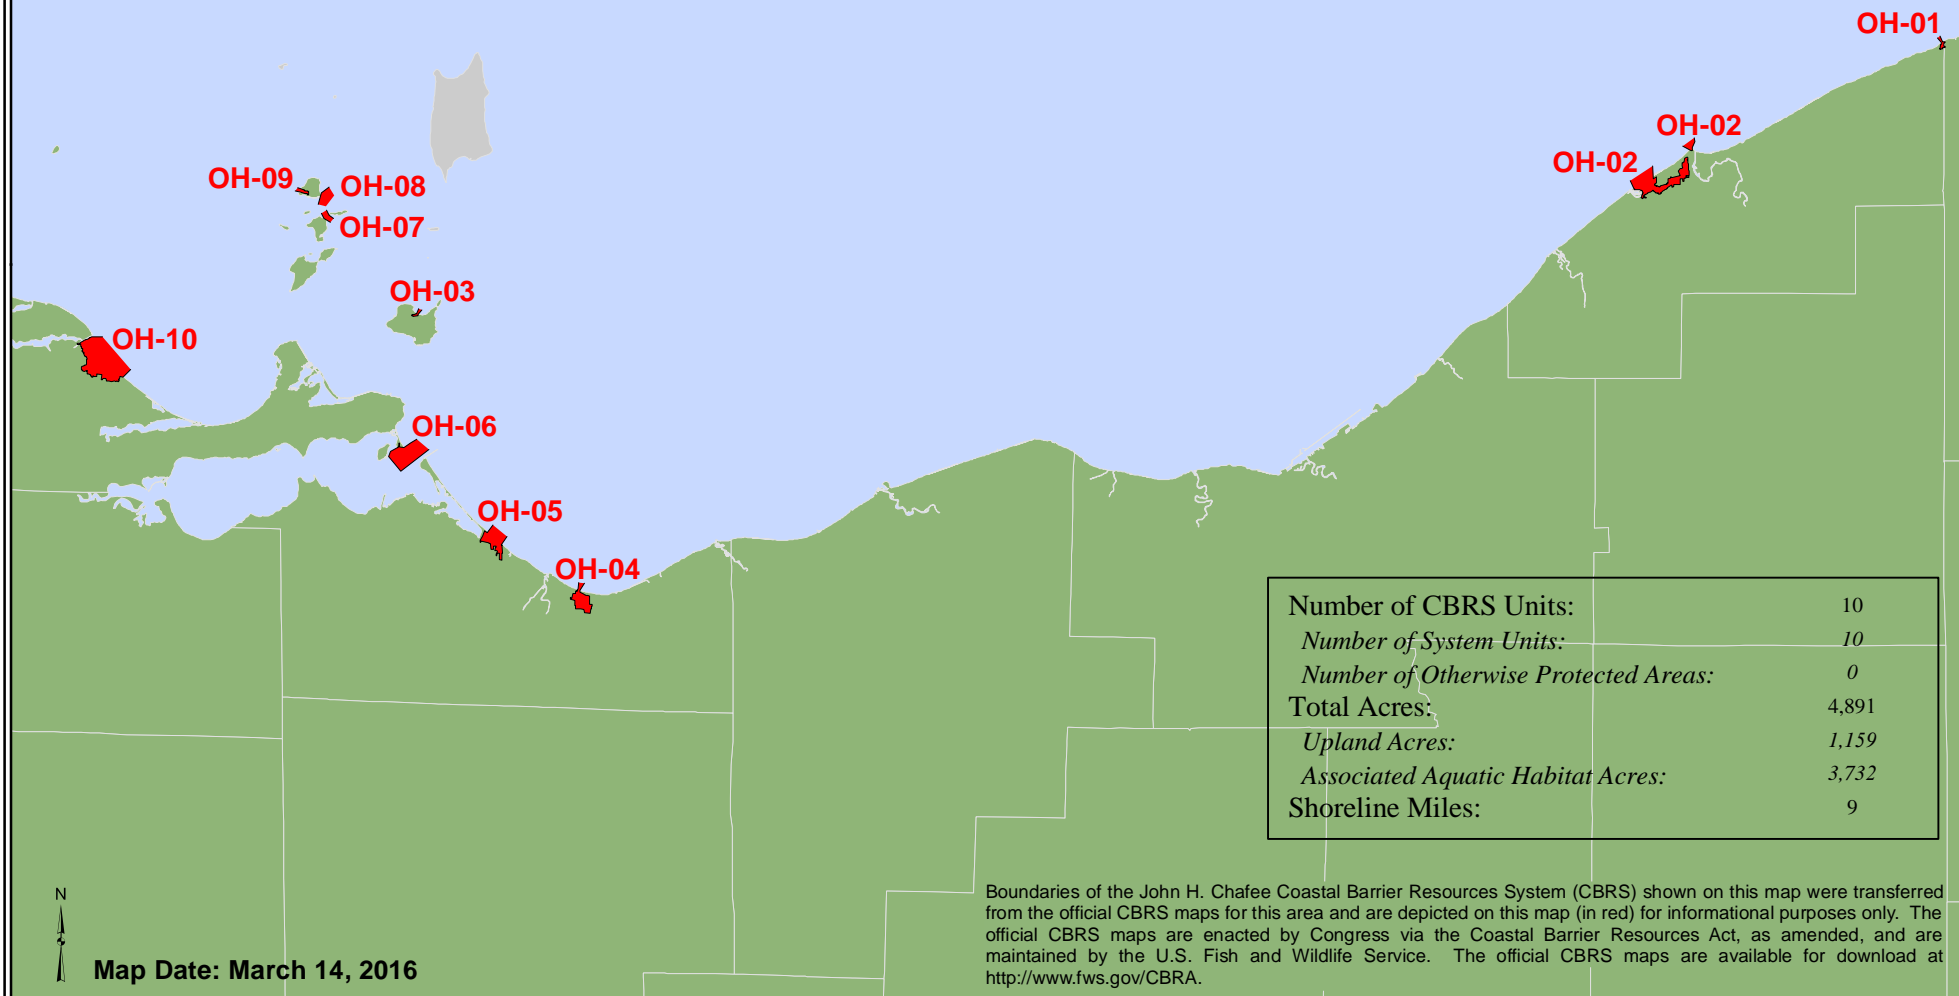 OH-01
OH-02
OH-02
OH-09
OH-08
OH-07
OH-03
OH-10
OH-06
OH-05
OH-04
Number of CBRS Units: 10
Number of System Units: 10
Number of Otherwise Protected Areas: 0
Total Acres: 4,891
Upland Acres: 1,159
Associated Aquatic Habitat Acres: 3,732
Shoreline Miles: 9
N
Map Date: March 14, 2016
Boundaries of the John H. Chafee Coastal Barrier Resources System (CBRS) shown on this map were transferred
from the official CBRS maps for this area and are depicted on this map (in red) for informational purposes only. The
official CBRS maps are enacted by Congress via the Coastal Barrier Resources Act, as amended, and are
maintained by the U.S. Fish and Wildlife Service. The official CBRS maps are available for download at
http://www.fws.gov/CBRA.